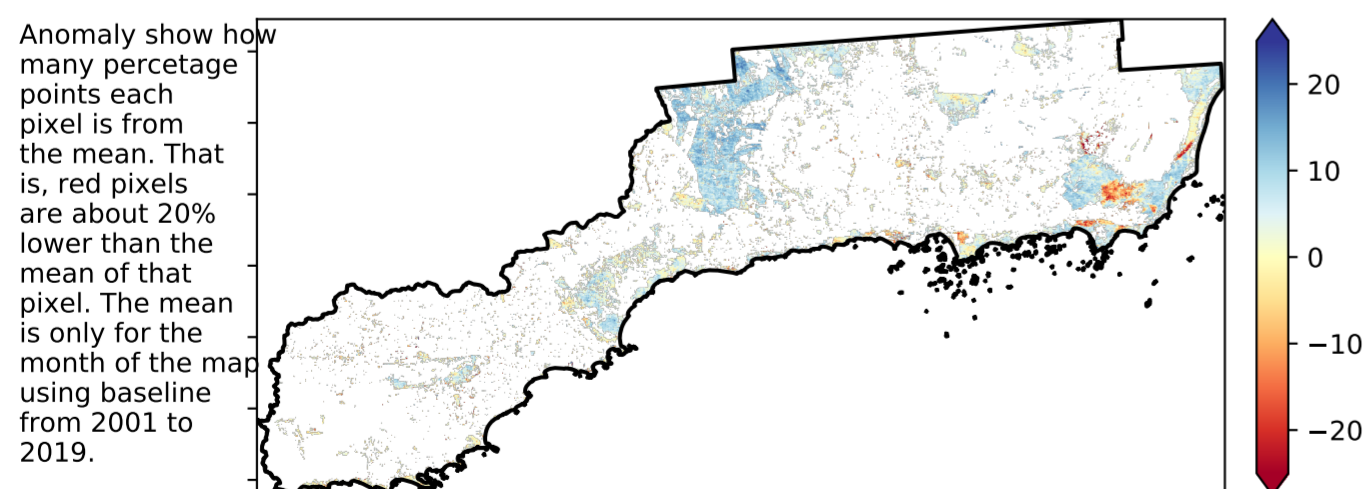 Anomaly show how
many percetage
points each
pixel is from
the mean. That
is, red pixels
are about 20%
lower than the
mean of that
pixel. The mean
is only for the
month of the map
using baseline
from 2001 to
2019.
20
10
0
−10
−20